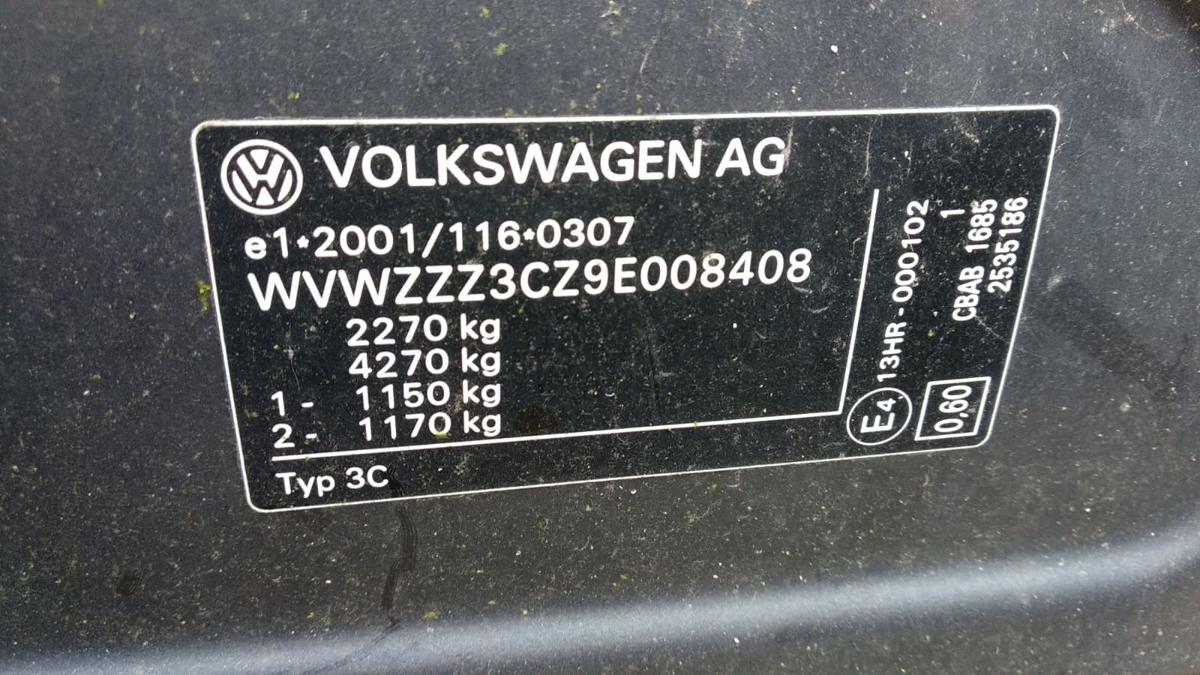 VOLKSWAGEN AG
e1*2001/116*0307
WVWZZZ3CZ9E008408
2270 kg
4270 kg
1 - 1150 kg
2 - 1170 kg
Typ 3C
E4 13HR-000102
1
CBAB 1685
2535186
0,60